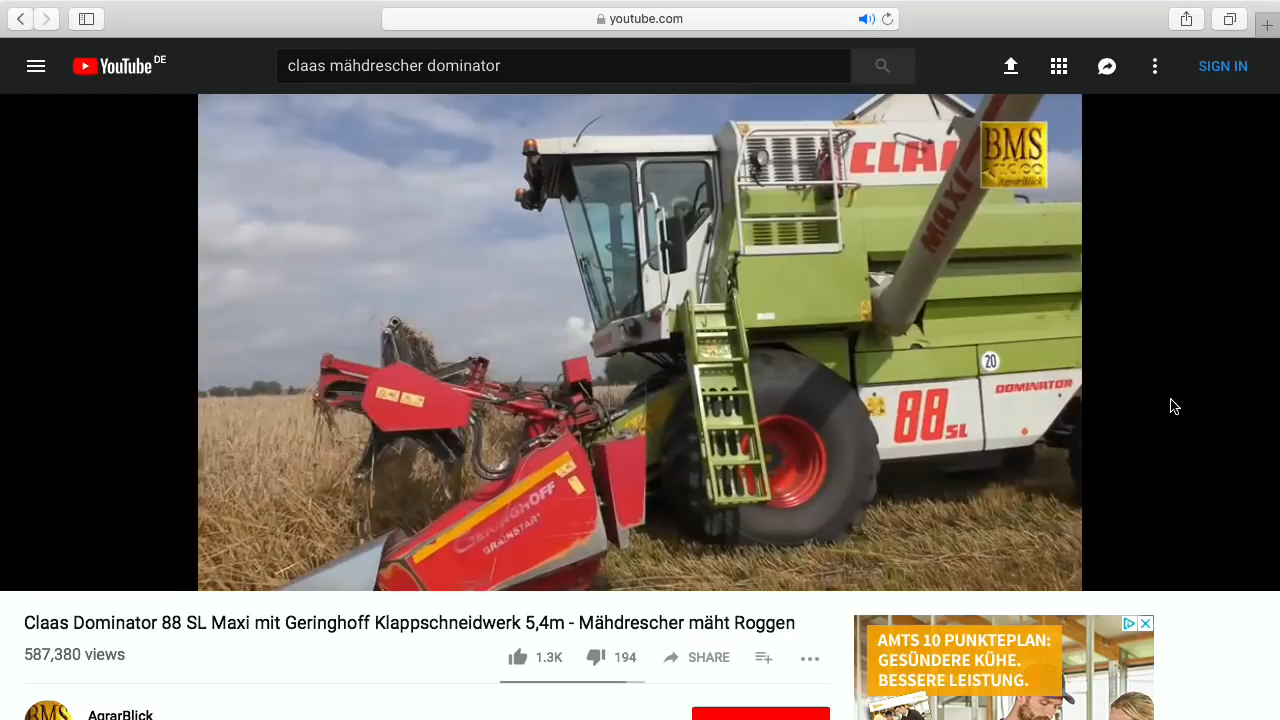 youtube.com
YouTube DE
claas mähdrescher dominator
SIGN IN
BMS
AgrarBlick
MAXI
20
DOMINATOR
88 SL
GERINGHOFF
GRAINSTAR
Claas Dominator 88 SL Maxi mit Geringhoff Klappschneidwerk 5,4m - Mähdrescher mäht Roggen
587,380 views
1.3K
194
SHARE
AMTS 10 PUNKTEPLAN:
GESÜNDERE KÜHE.
BESSERE LEISTUNG.
BMS
AgrarBlick